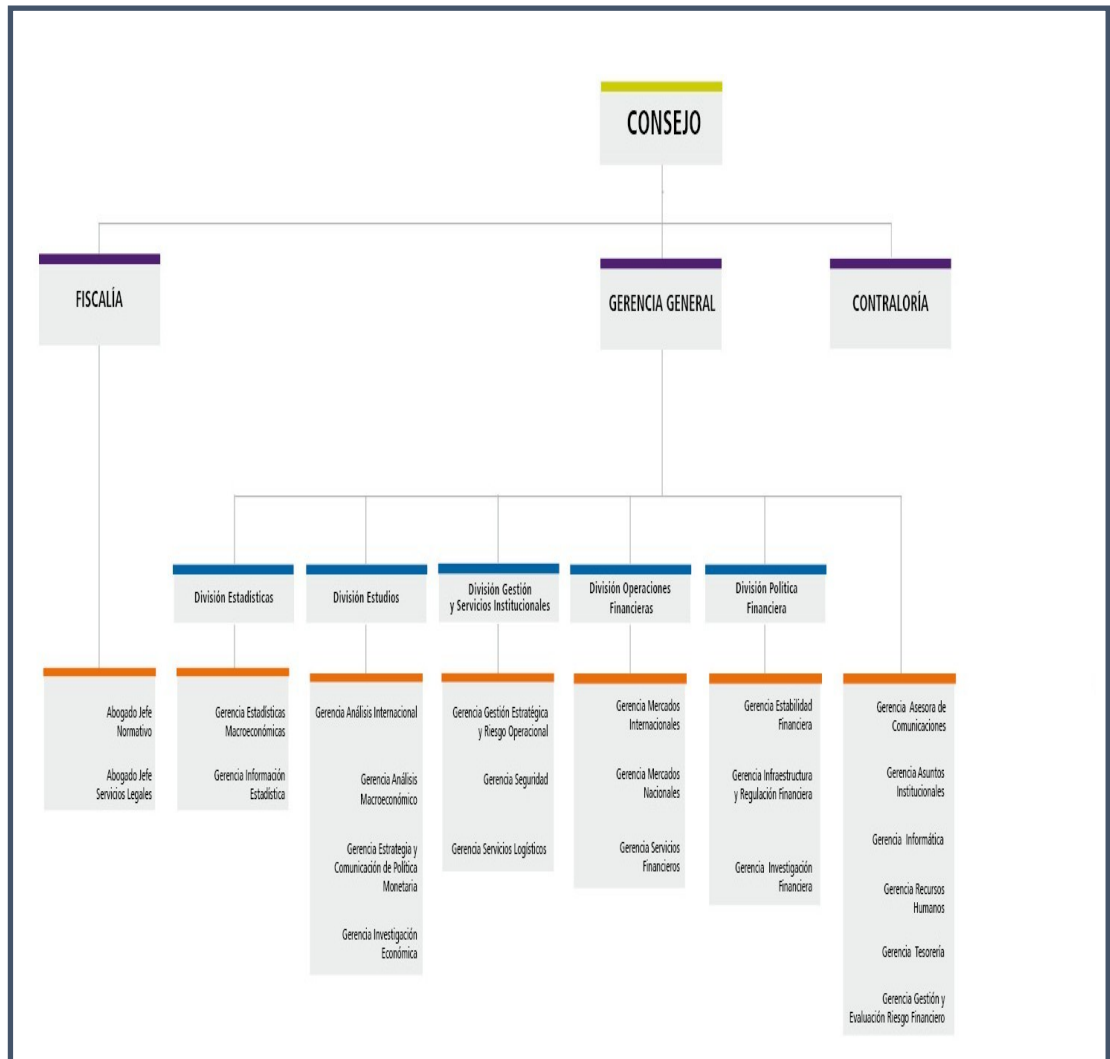 CONSEJO
FISCALÍA
GERENCIA GENERAL
CONTRALORÍA
División Estadísticas
División Estudios
División Gestión
y Servicios Institucionales
División Operaciones
Financieras
División Política
Financiera
Abogado Jefe
Normativo
Abogado Jefe
Servicios Legales
Gerencia Estadísticas
Macroeconómicas
Gerencia Información
Estadística
Gerencia Análisis Internacional
Gerencia Análisis
Macroeconómico
Gerencia Estrategia y
Comunicación de Política
Monetaria
Gerencia Investigación
Económica
Gerencia Gestión Estratégica
y Riesgo Operacional
Gerencia Seguridad
Gerencia Servicios Logísticos
Gerencia Mercados
Internacionales
Gerencia Mercados
Nacionales
Gerencia Servicios
Financieros
Gerencia Estabilidad
Financiera
Gerencia Infraestructura
y Regulación Financiera
Gerencia Investigación
Financiera
Gerencia Asesora de
Comunicaciones
Gerencia Asuntos
Institucionales
Gerencia Informática
Gerencia Recursos
Humanos
Gerencia Tesorería
Gerencia Gestión y
Evaluación Riesgo Financiero